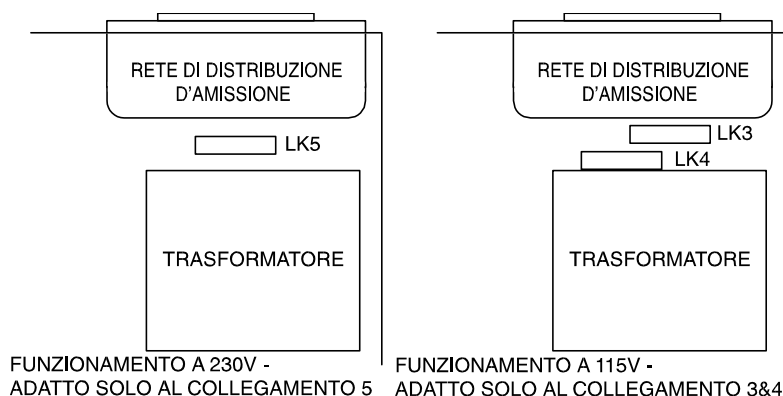 RETE DI DISTRIBUZIONE
D'AMISSIONE
LK5
TRASFORMATORE
FUNZIONAMENTO A 230V -
ADATTO SOLO AL COLLEGAMENTO 5
RETE DI DISTRIBUZIONE
D'AMISSIONE
LK3
LK4
TRASFORMATORE
FUNZIONAMENTO A 115V -
ADATTO SOLO AL COLLEGAMENTO 3&4